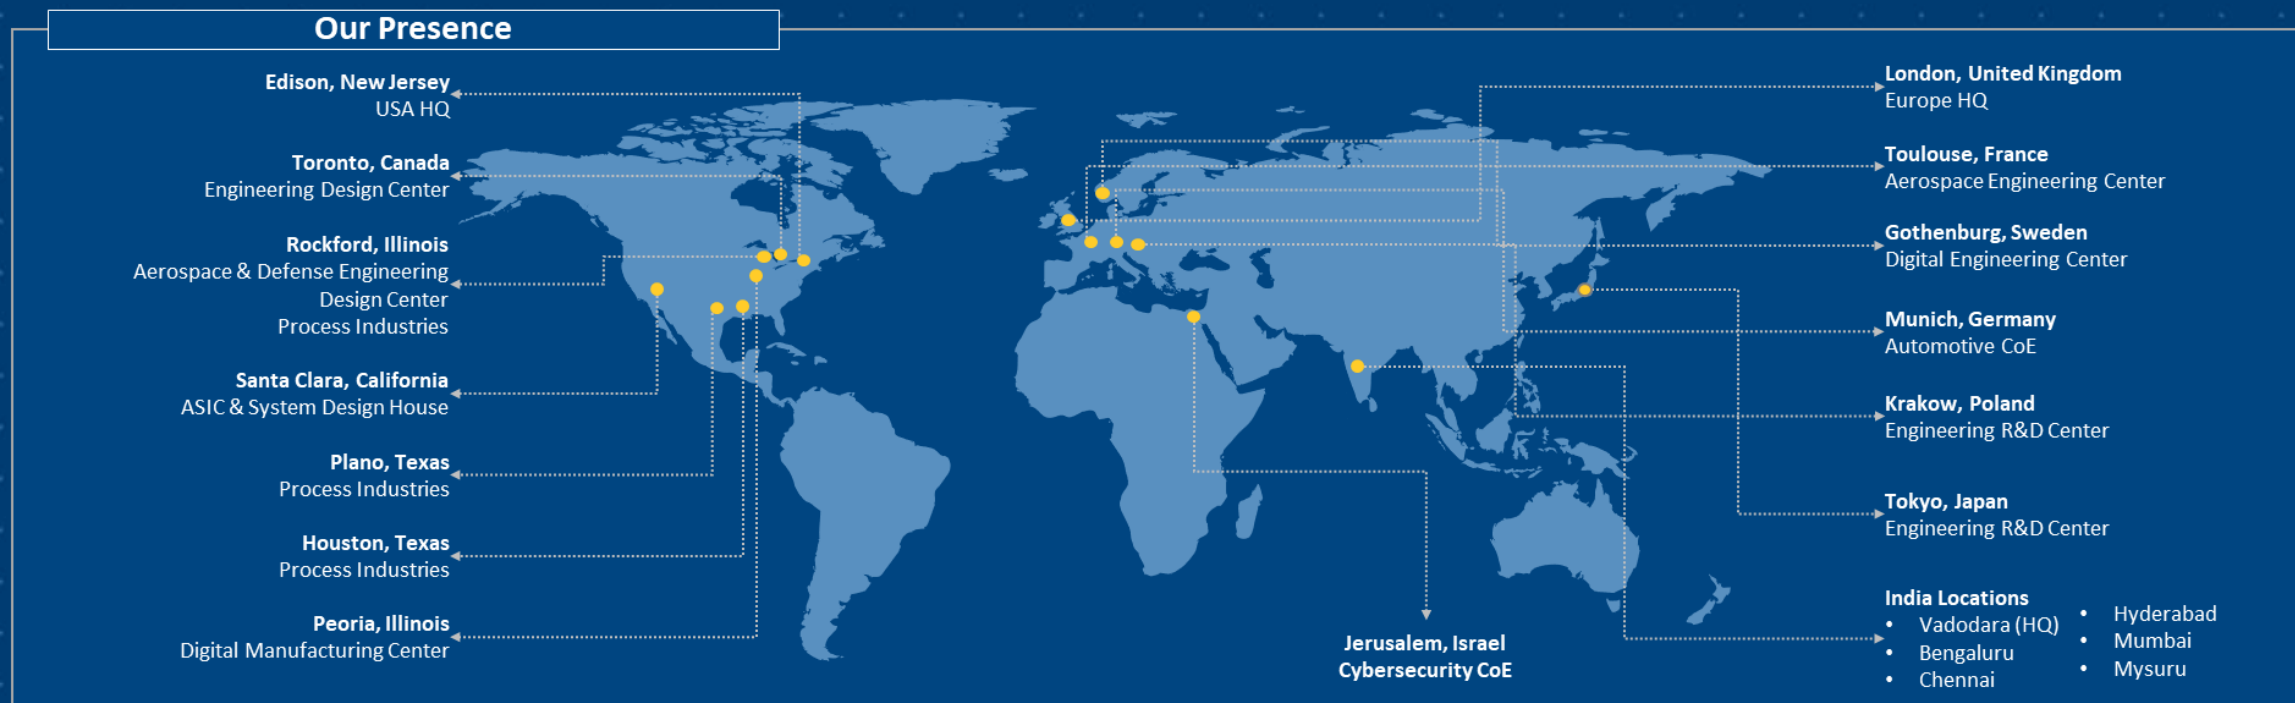 Our Presence
Edison, New Jersey
USA HQ
Toronto, Canada
Engineering Design Center
Rockford, Illinois
Aerospace & Defense Engineering
Design Center
Process Industries
Santa Clara, California
ASIC & System Design House
Plano, Texas
Process Industries
Houston, Texas
Process Industries
Peoria, Illinois
Digital Manufacturing Center
Jerusalem, Israel
Cybersecurity CoE
London, United Kingdom
Europe HQ
Toulouse, France
Aerospace Engineering Center
Gothenburg, Sweden
Digital Engineering Center
Munich, Germany
Automotive CoE
Krakow, Poland
Engineering R&D Center
Tokyo, Japan
Engineering R&D Center
India Locations
• Vadodara (HQ)
• Bengaluru
• Chennai
• Hyderabad
• Mumbai
• Mysuru